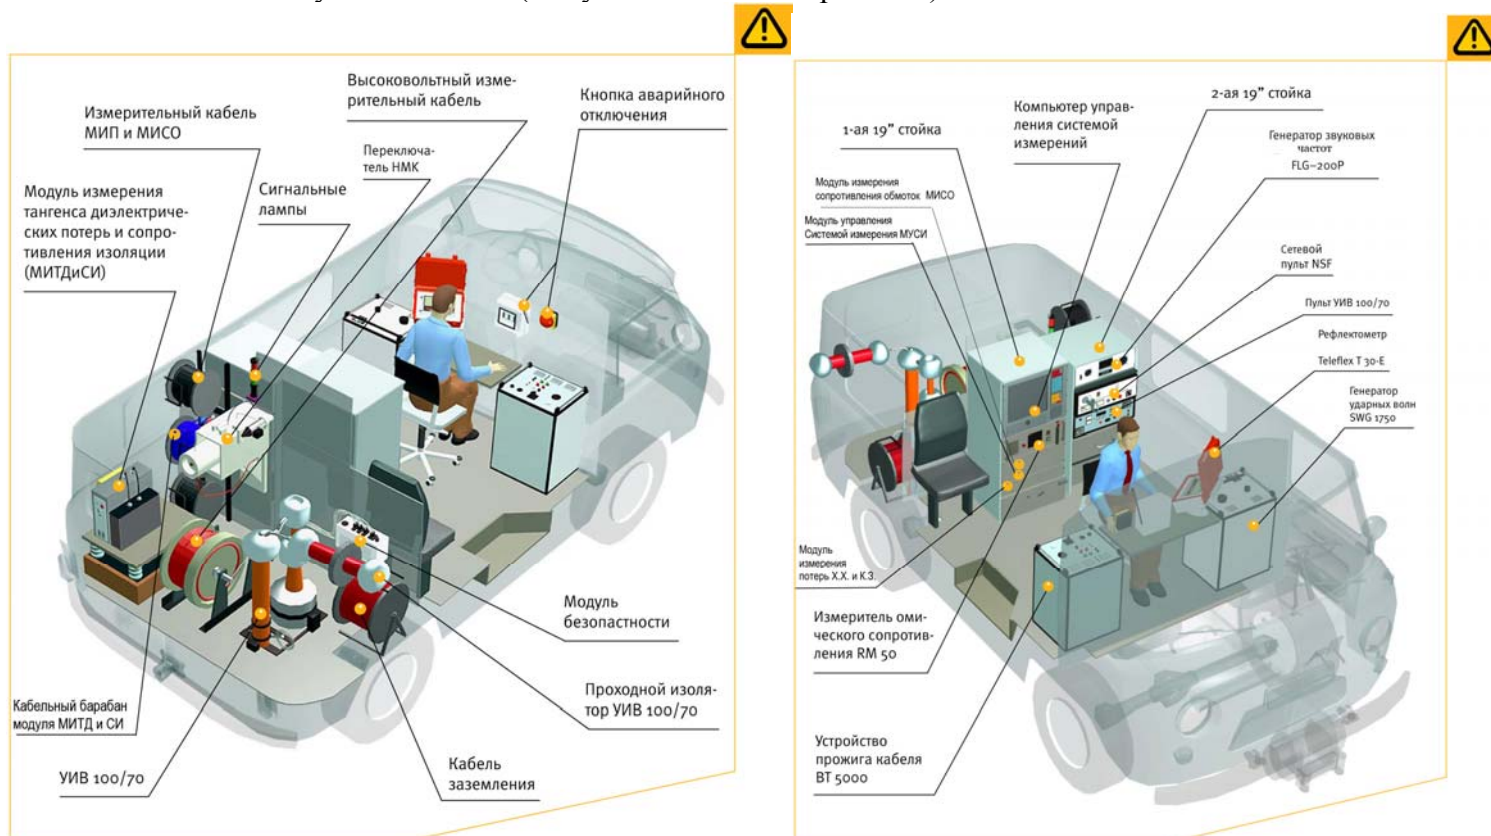 Высоковольтный изме-
рительный кабель
Кнопка аварийного
отключения
Измерительный кабель
МИП и МИСО
Переключа-
тель НМК
Сигнальные
лампы
Модуль измерения
тангенса диэлектриче-
ских потерь и сопро-
тивления изоляции
(МИТДиСИ)
Модуль
безопастности
Проходной изоля-
тор УИВ 100/70
Кабельный барабан
модуля МИТД и СИ
УИВ 100/70
Кабель
заземления
2-ая 19” стойка
Компьютер управ-
ления системой
измерений
1-ая 19” стойка
Генератор звуковых
частот
FLG–200P
Модуль измерения
сопротивления обмоток МИСО
Модуль управления
Системой измерения МУСИ
Сетевой
пульт NSF
Пульт УИВ 100/70
Рефлектометр
Teleflex T 30-E
Генератор
ударных волн
SWG 1750
Модуль
измерения
потерь Х.Х. и К.З.
Измеритель оми-
ческого сопротив-
ления RM 50
Устройство
прожига кабеля
BT 5000